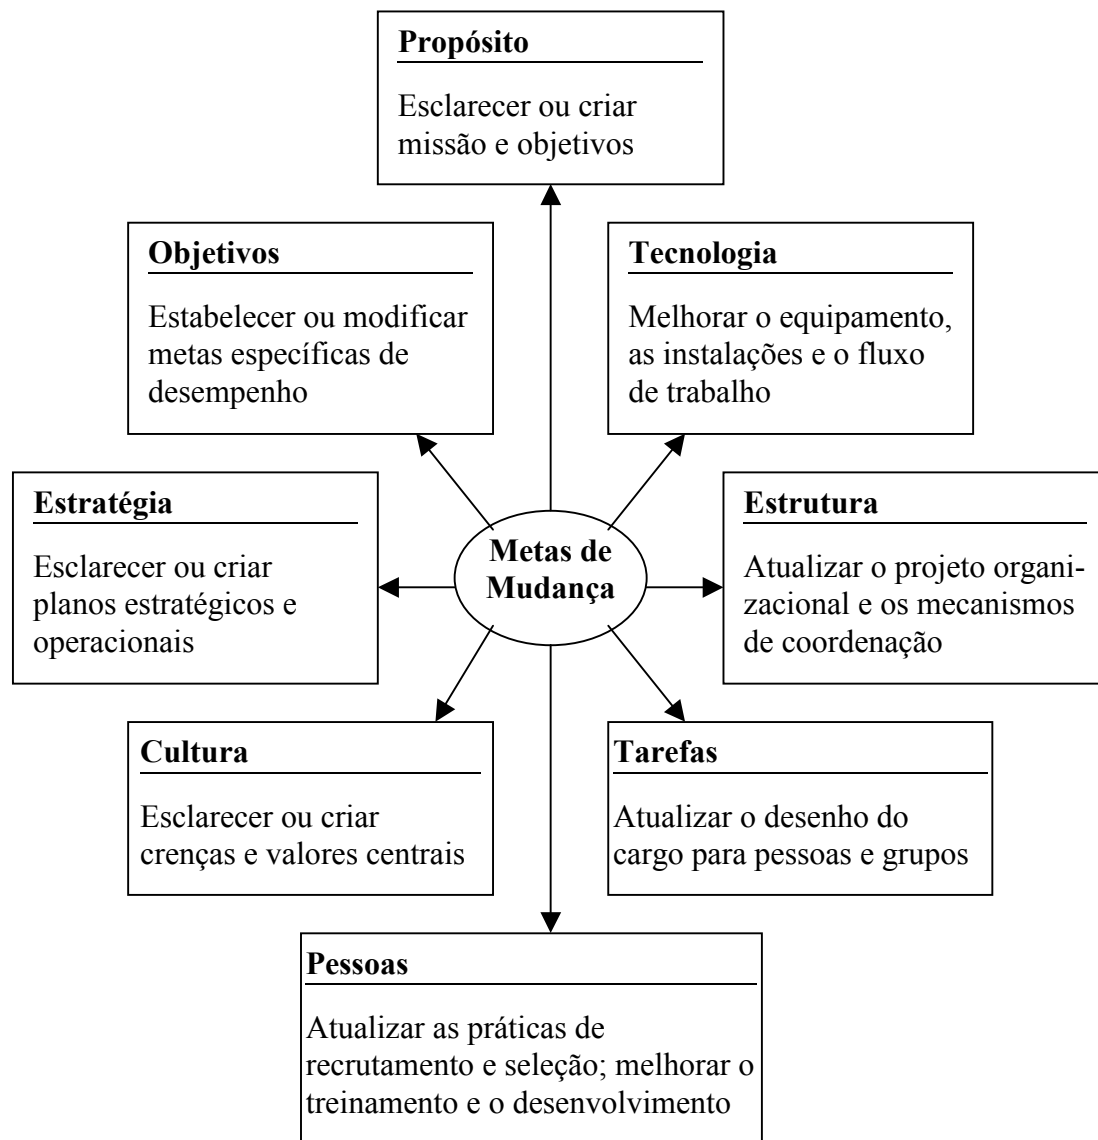 Propósito
Esclarecer ou criar
missão e objetivos
Objetivos
Estabelecer ou modificar
metas específicas de
desempenho
Tecnologia
Melhorar o equipamento,
as instalações e o fluxo
de trabalho
Estratégia
Esclarecer ou criar
planos estratégicos e
operacionais
Metas de
Mudança
Estrutura
Atualizar o projeto organi-
zacional e os mecanismos
de coordenação
Cultura
Esclarecer ou criar
crenças e valores centrais
Tarefas
Atualizar o desenho do
cargo para pessoas e grupos
Pessoas
Atualizar as práticas de
recrutamento e seleção; melhorar o
treinamento e o desenvolvimento